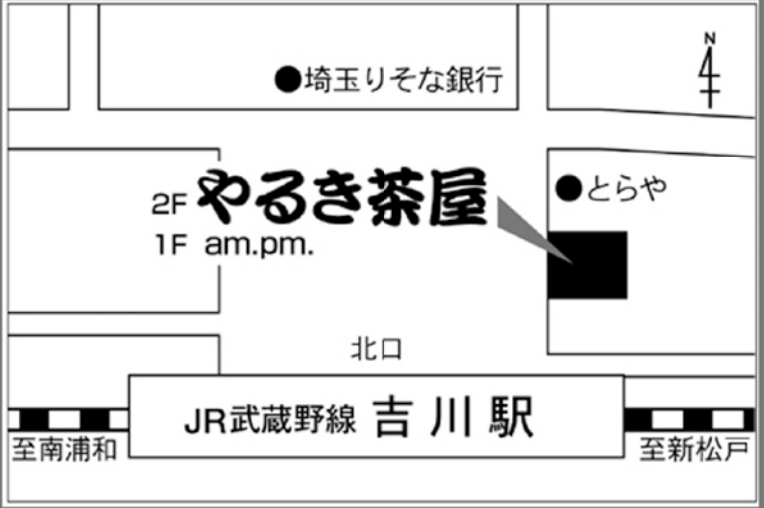 N
●埼玉りそな銀行
●とらや
2F やるき茶屋
1F am.pm.
北口
JR武蔵野線 吉川駅
至南浦和
至新松戸